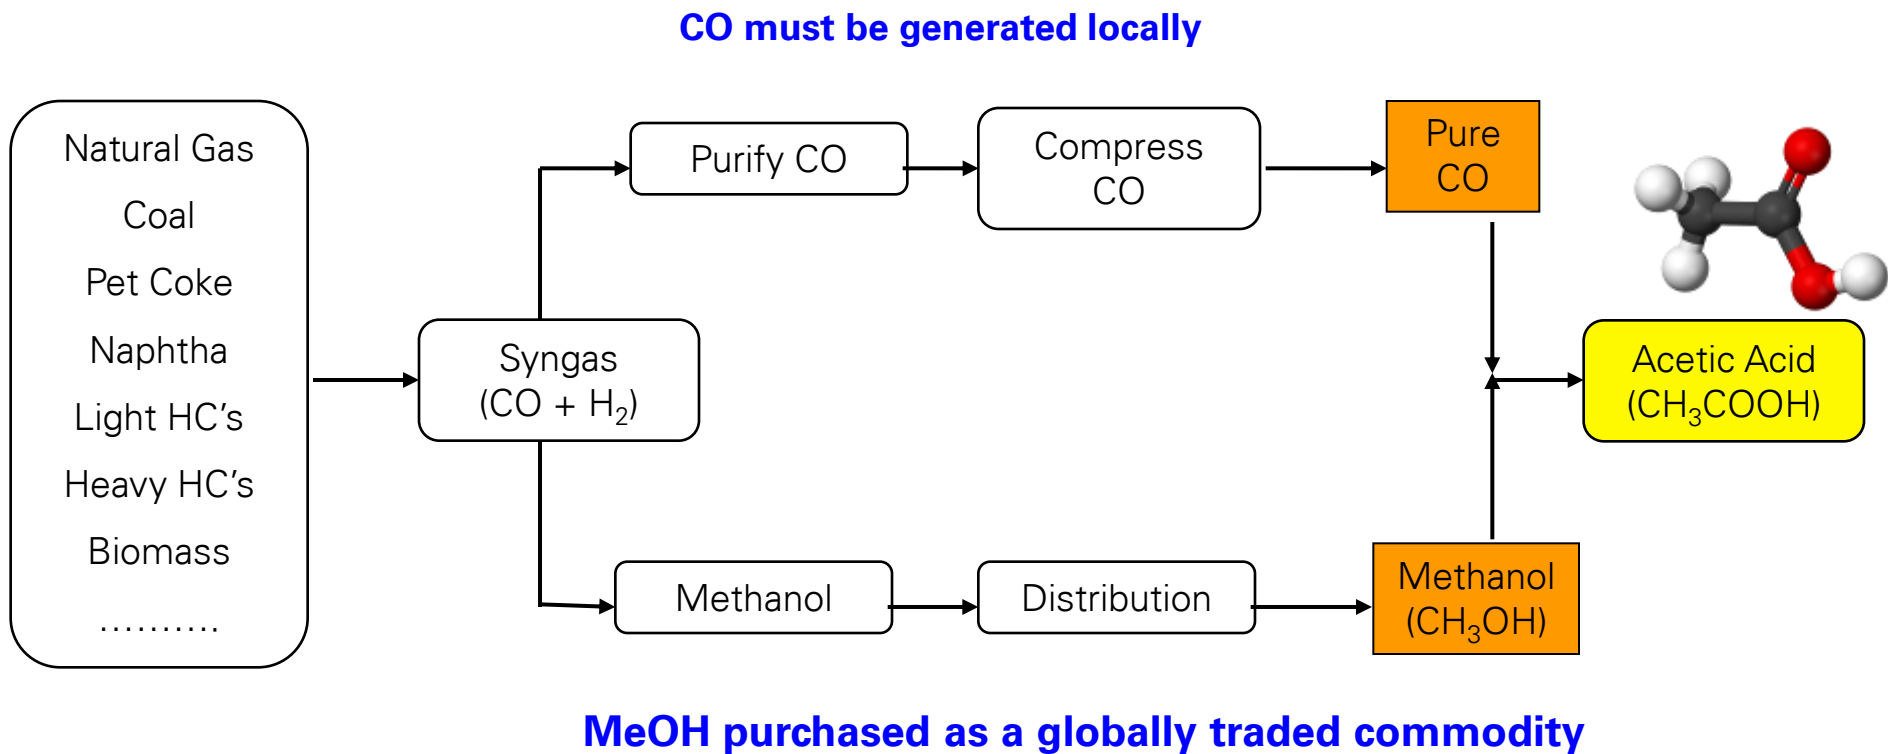 CO must be generated locally
Natural Gas
Coal
Pet Coke
Naphtha
Light HC’s
Heavy HC’s
Biomass
..........
Syngas
(CO + H₂)
Purify CO
Compress
CO
Pure
CO
Methanol
Distribution
Methanol
(CH₃OH)
Acetic Acid
(CH₃COOH)
MeOH purchased as a globally traded commodity